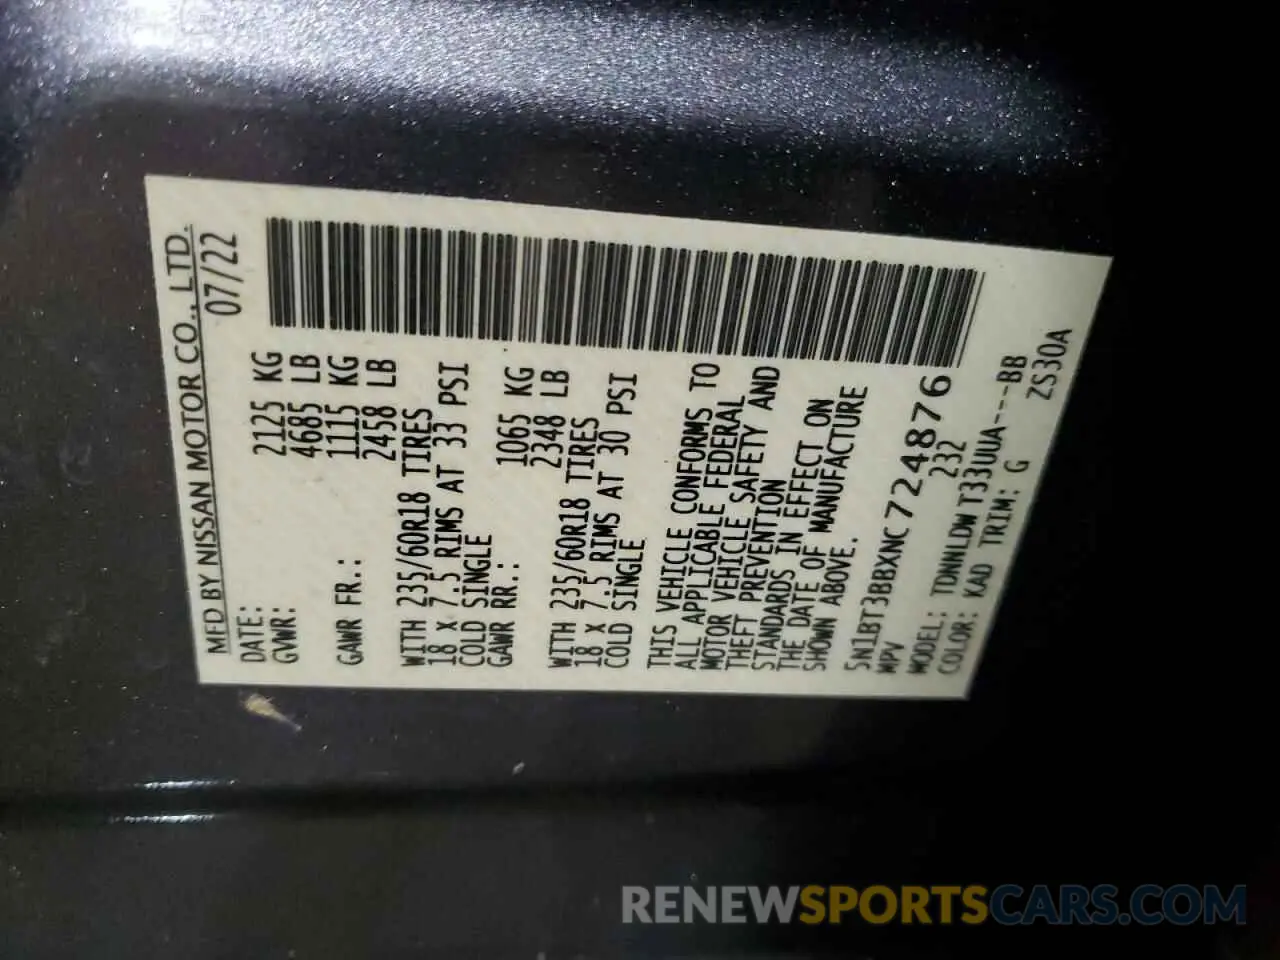 MFD BY NISSAN MOTOR CO., LTD.
DATE: 07/22
GVWR: 2125 KG
4685 LB
GAWR FR.: 1115 KG
2458 LB
WITH 235/60R18 TIRES
18 x 7.5 RIMS AT 33 PSI
COLD SINGLE
GAWR RR.: 1065 KG
2348 LB
WITH 235/60R18 TIRES
18 x 7.5 RIMS AT 30 PSI
COLD SINGLE
THIS VEHICLE CONFORMS TO
ALL APPLICABLE FEDERAL
MOTOR VEHICLE SAFETY AND
THEFT PREVENTION
STANDARDS IN EFFECT ON
THE DATE OF MANUFACTURE
SHOWN ABOVE.
5N1BT3BBXNC724876
MPV 232
MODEL: TDNNLDWT33UUA---BB
COLOR: KAD TRIM: G ZS30A
RENEWSPORTSCARS.COM